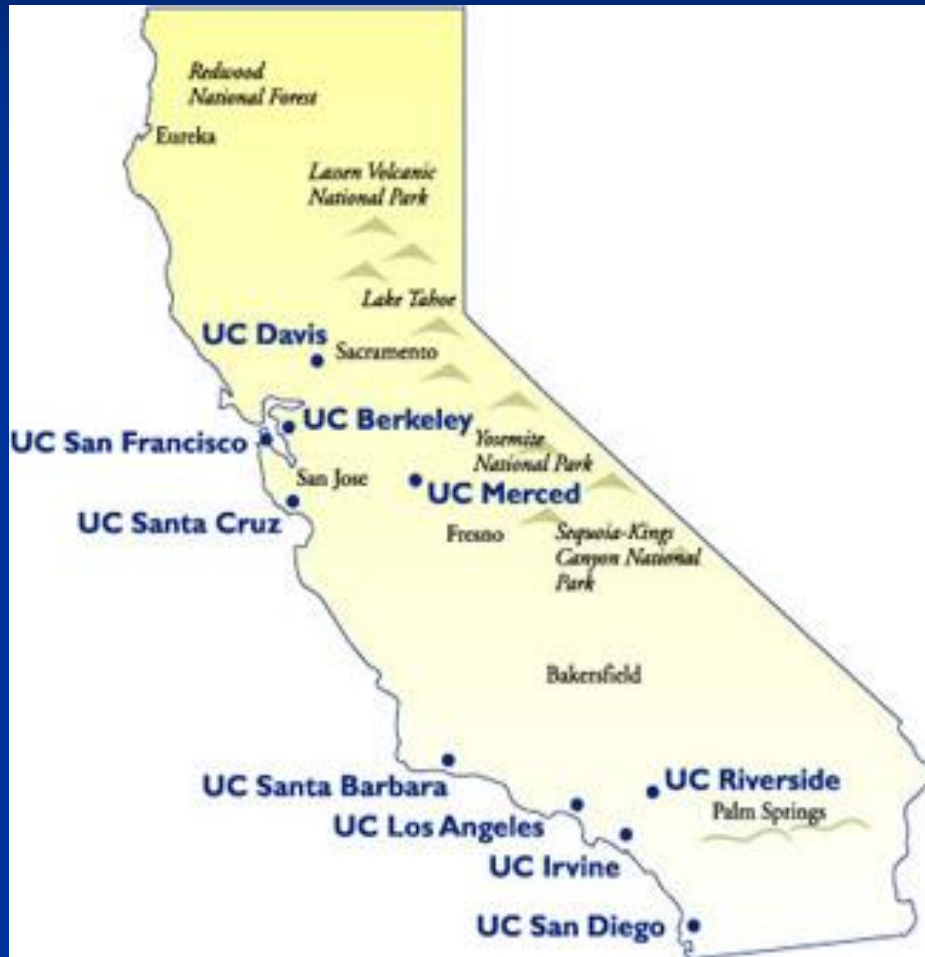 Redwood
National Forest
Eureka
Lassen Volcanic
National Park
Lake Tahoe
UC Davis
Sacramento
UC Berkeley
UC San Francisco
Yosemite
National Park
San Jose
UC Merced
UC Santa Cruz
Fresno
Sequoia-Kings
Canyon National
Park
Bakersfield
UC Santa Barbara
UC Riverside
Palm Springs
UC Los Angeles
UC Irvine
UC San Diego